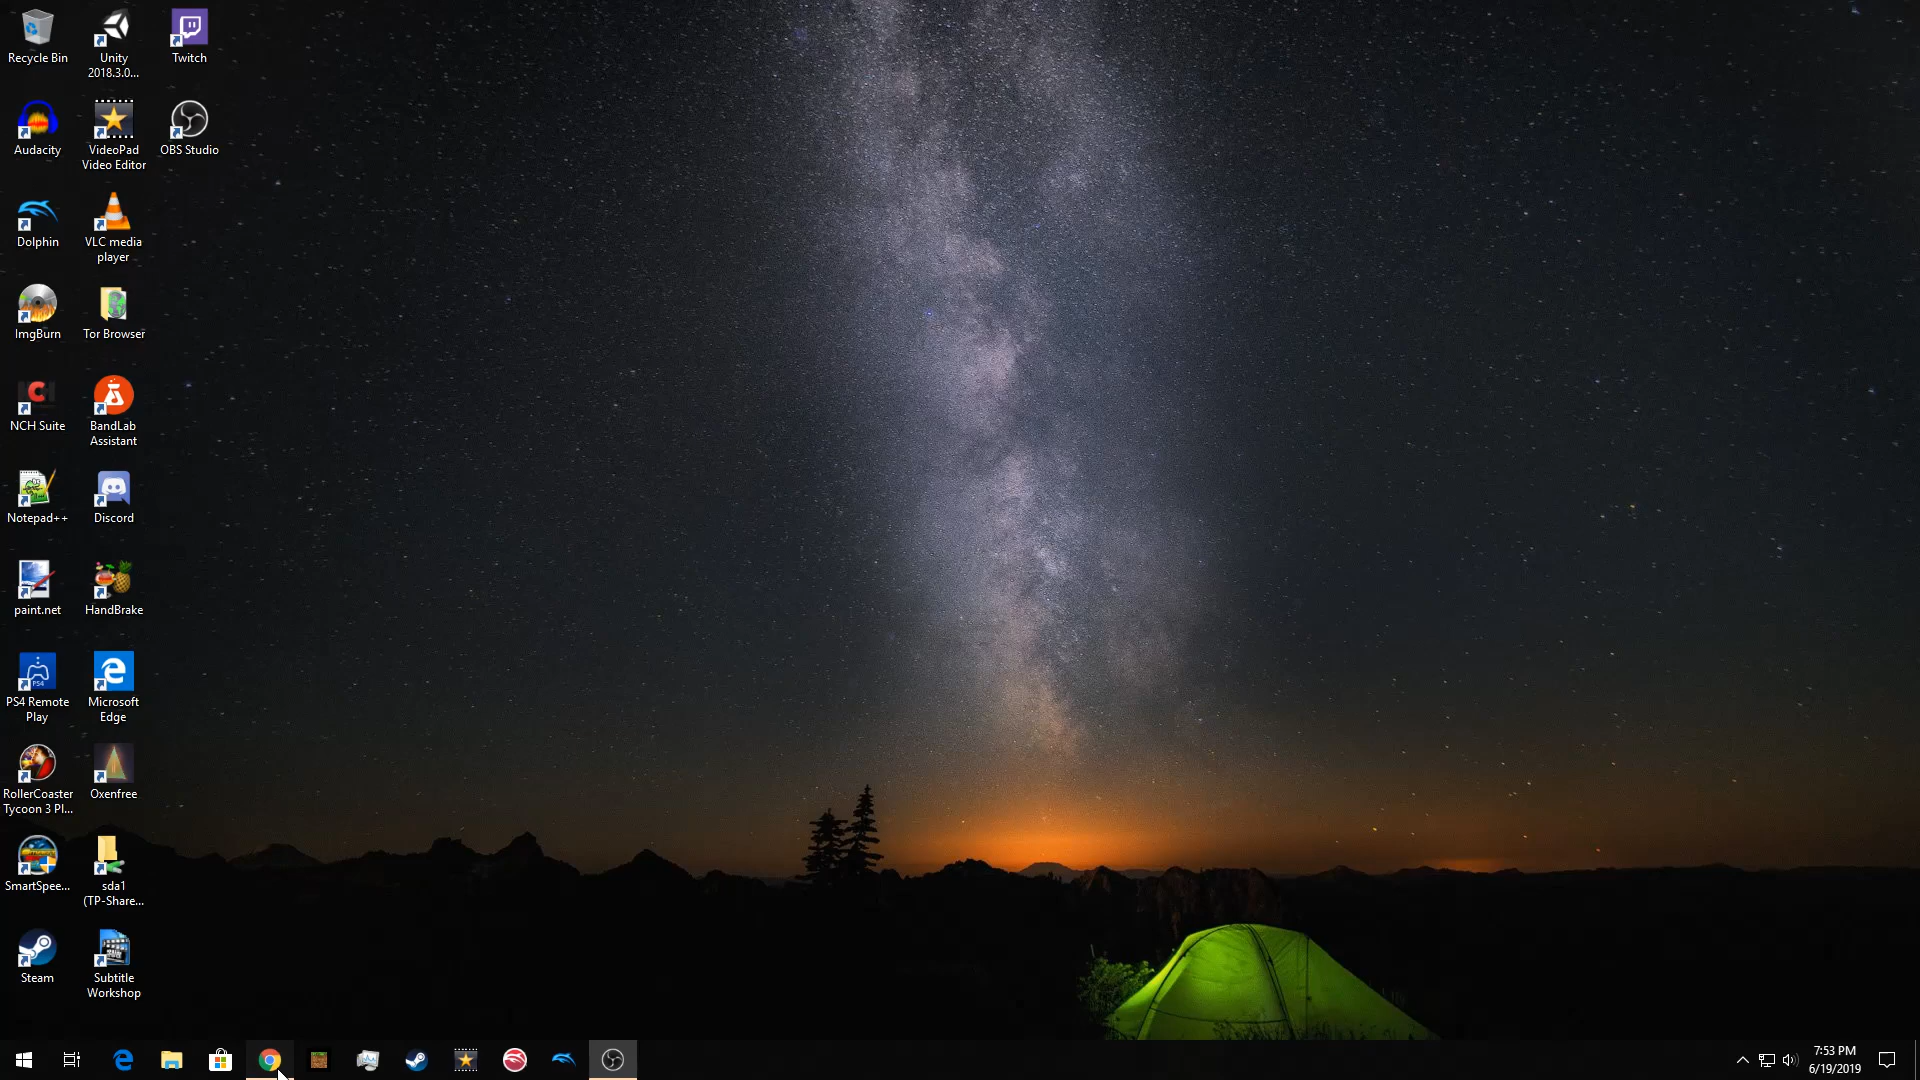 Recycle Bin
Unity
2018.3.0...
Twitch
Audacity
VideoPad
Video Editor
OBS Studio
Dolphin
VLC media
player
ImgBurn
Tor Browser
NCH Suite
BandLab
Assistant
Notepad++
Discord
paint.net
HandBrake
PS4
PS4 Remote
Play
Microsoft
Edge
RollerCoaster
Tycoon 3 Pl...
Oxenfree
SmartSpee...
sda1
(TP-Share...
Steam
Subtitle
Workshop
7:53 PM
6/19/2019